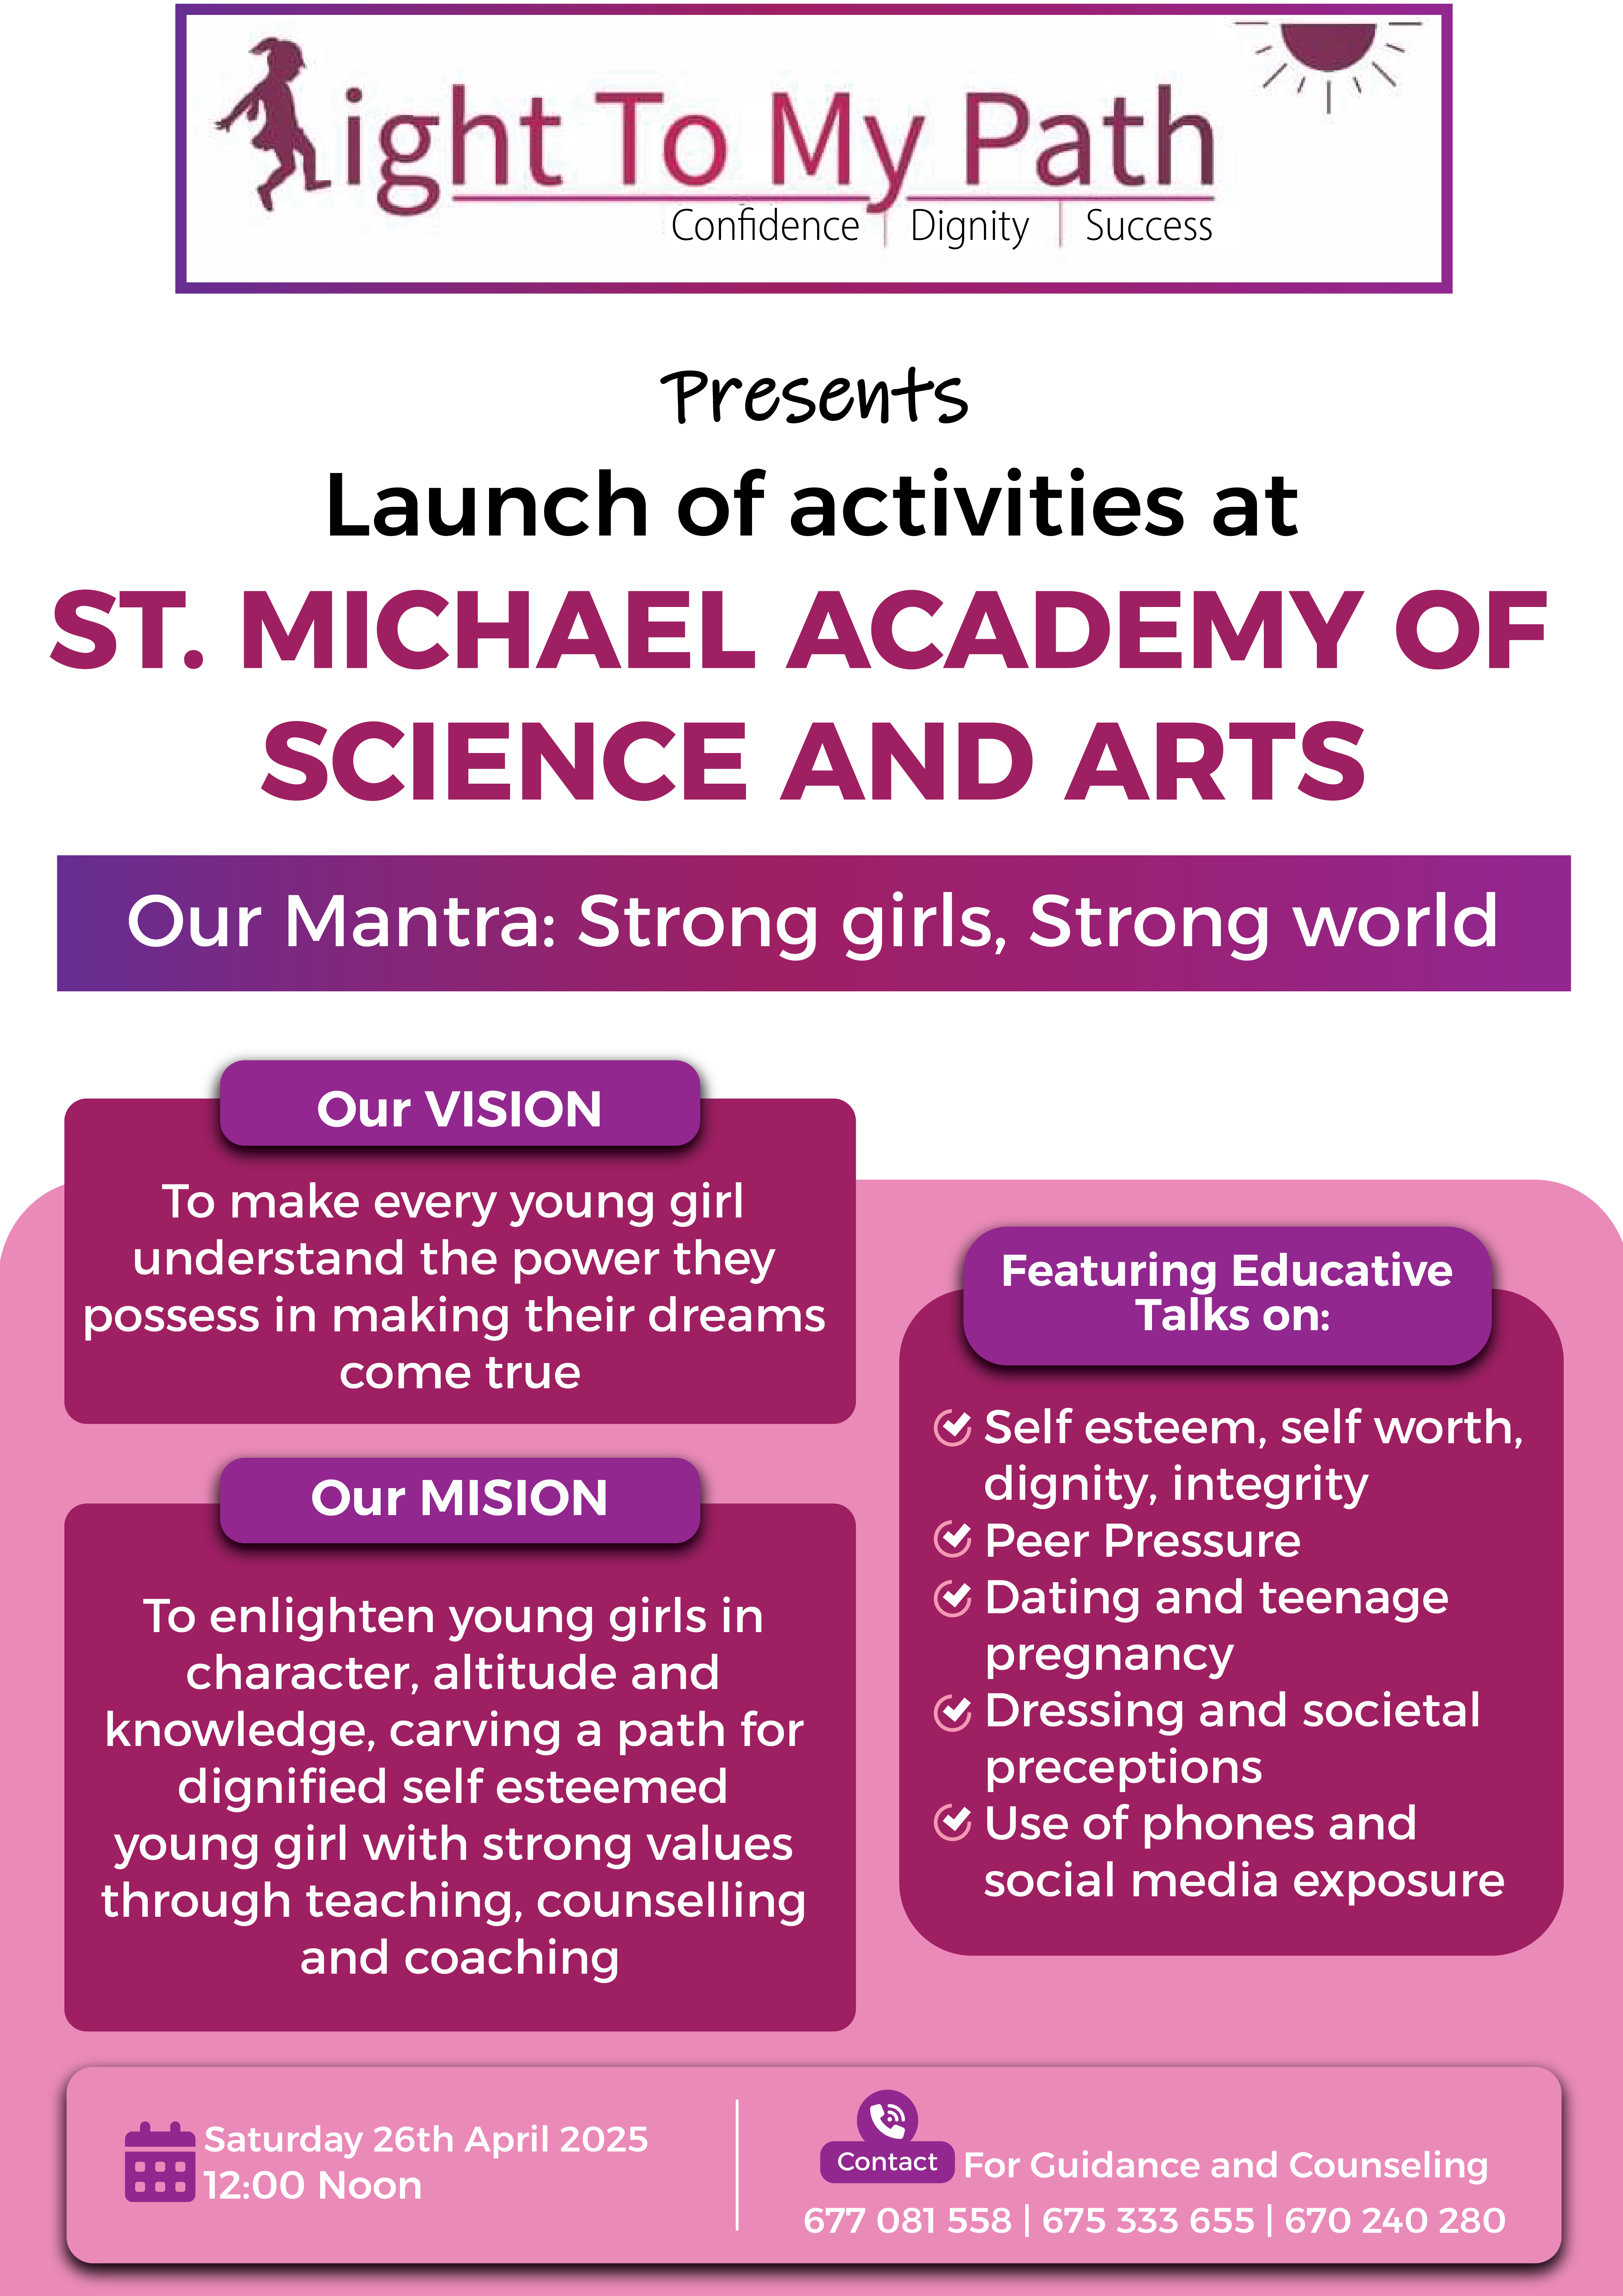 ight To My Path
Confidence | Dignity | Success
Presents
Launch of activities at
ST. MICHAEL ACADEMY OF
SCIENCE AND ARTS
Our Mantra: Strong girls, Strong world
Our VISION
To make every young girl
understand the power they
possess in making their dreams
come true
Our MISION
To enlighten young girls in
character, altitude and
knowledge, carving a path for
dignified self esteemed
young girl with strong values
through teaching, counselling
and coaching
Featuring Educative
Talks on:
Self esteem, self worth,
dignity, integrity
Peer Pressure
Dating and teenage
pregnancy
Dressing and societal
preceptions
Use of phones and
social media exposure
Saturday 26th April 2025
12:00 Noon
Contact For Guidance and Counseling
677 081 558 | 675 333 655 | 670 240 280